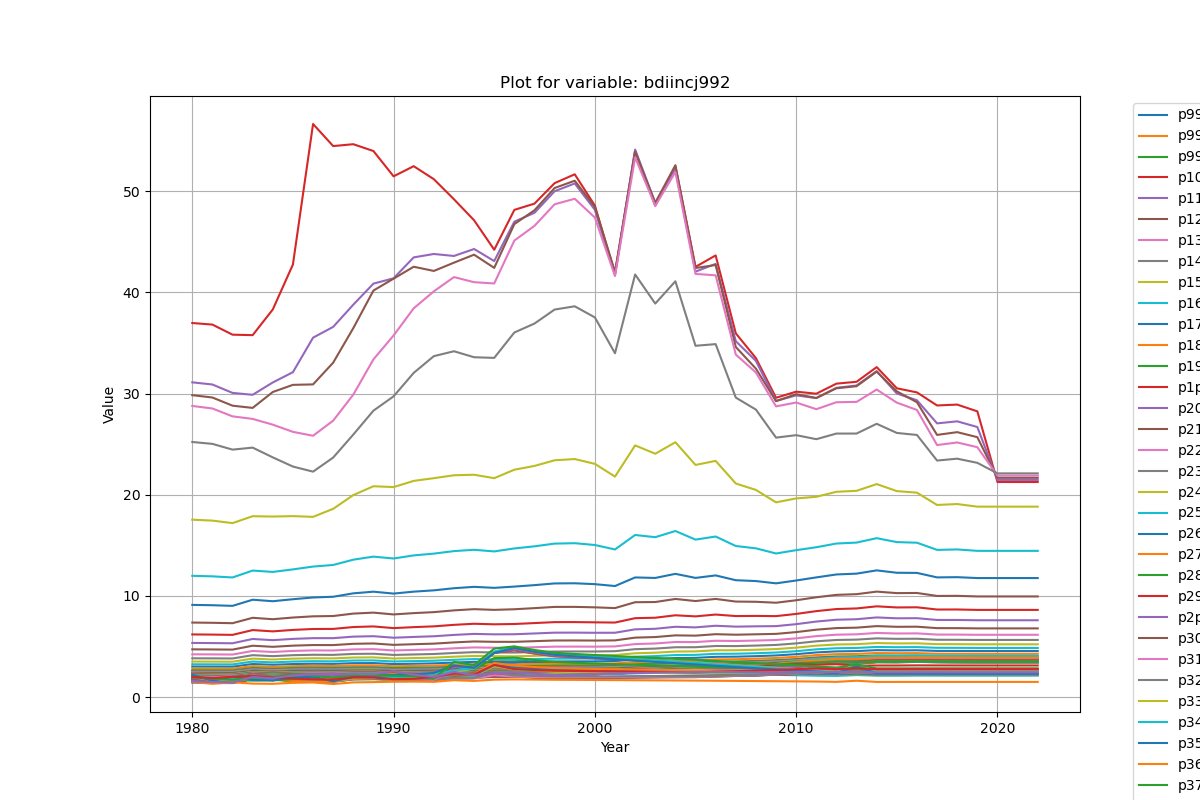 Plot for variable: bdiincj992
Value
50
40
30
20
10
0
1980
1990
2000
2010
2020
Year
p99
p99
p99
p10
p11
p12
p13
p14
p15
p16
p17
p18
p19
p1p
p20
p21
p22
p23
p24
p25
p26
p27
p28
p29
p2p
p30
p31
p32
p33
p34
p35
p36
p37